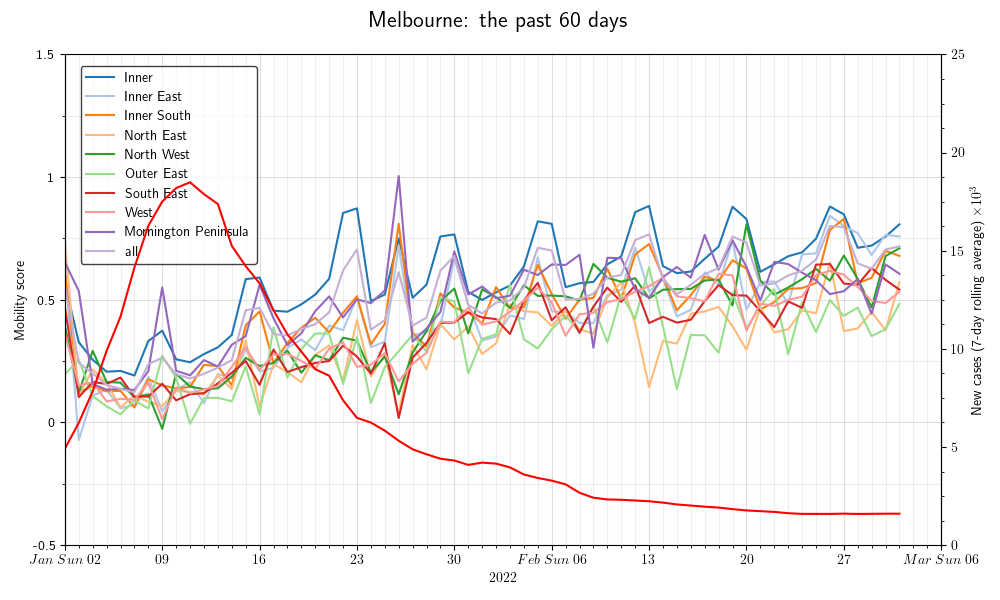 Melbourne: the past 60 days
1.5
1
0.5
0
-0.5
Mobility score
Inner
Inner East
Inner South
North East
North West
Outer East
South East
West
Mornington Peninsula
all
25
20
15
10
5
0
New cases (7-day rolling average) ×10³
Jan Sun 02
09
16
23
30
Feb Sun 06
13
20
27
Mar Sun 06
2022